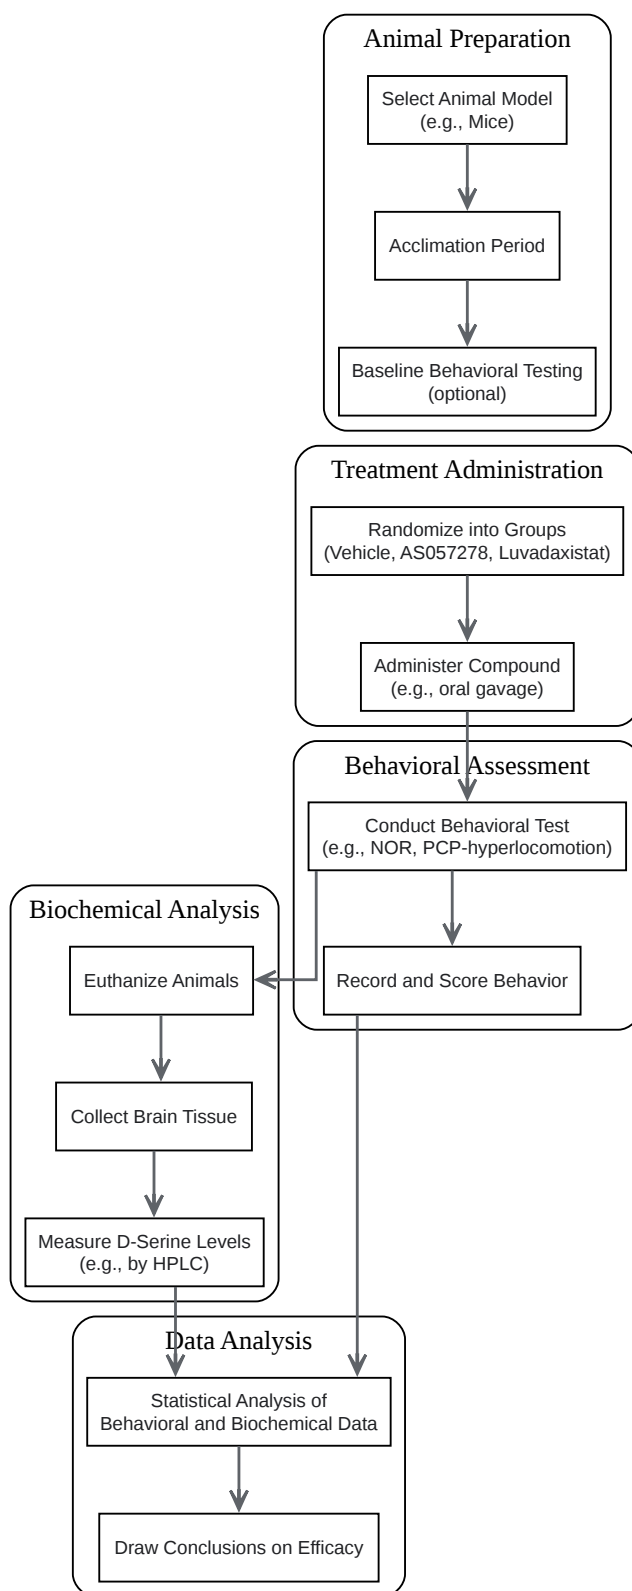 Animal Preparation
Select Animal Model
(e.g., Mice)
Acclimation Period
Baseline Behavioral Testing
(optional)
Treatment Administration
Randomize into Groups
(Vehicle, AS057278, Luvadaxistat)
Administer Compound
(e.g., oral gavage)
Behavioral Assessment
Conduct Behavioral Test
(e.g., NOR, PCP-hyperlocomotion)
Record and Score Behavior
Biochemical Analysis
Euthanize Animals
Collect Brain Tissue
Measure D-Serine Levels
(e.g., by HPLC)
Data Analysis
Statistical Analysis of
Behavioral and Biochemical Data
Draw Conclusions on Efficacy